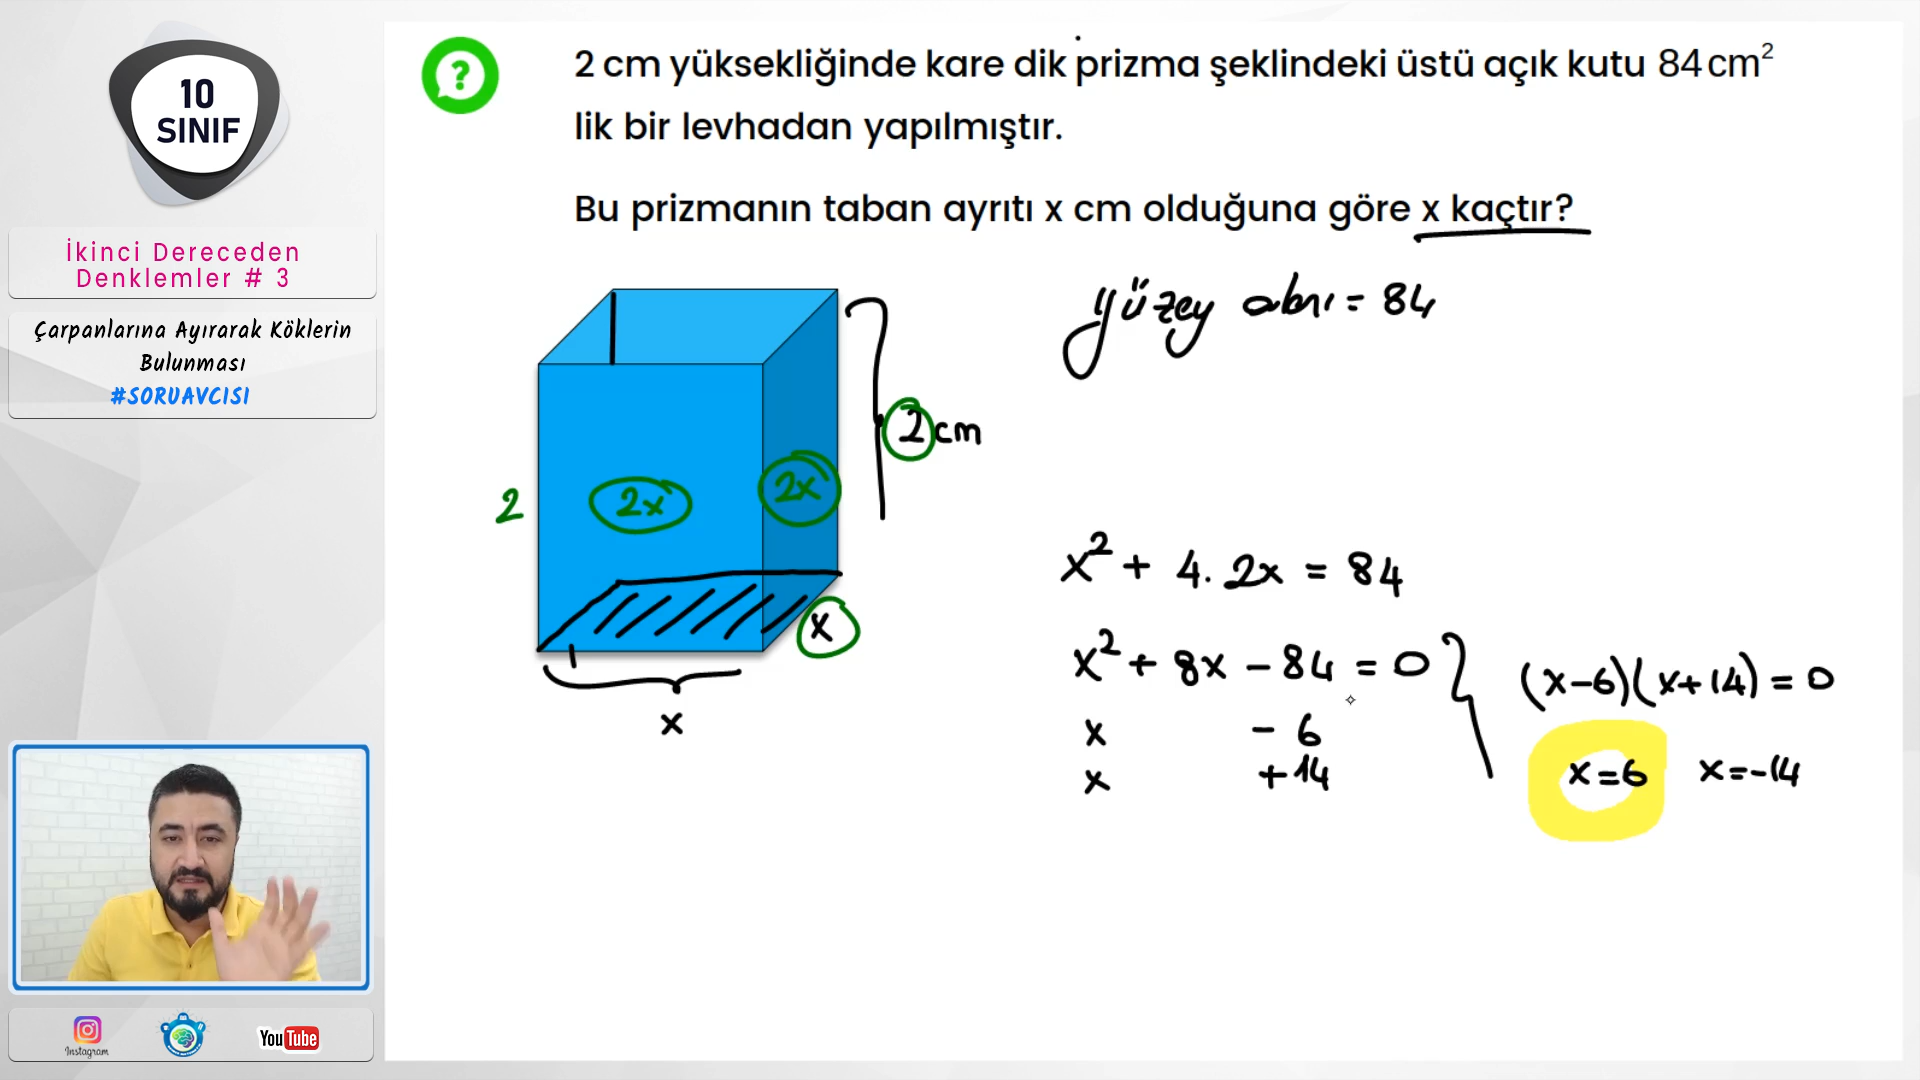 10
SINIF
İkinci Dereceden
Denklemler # 3
Çarpanlarına Ayırarak Köklerin
Bulunması
#SORUAVCISI
Instagram
YouTube
?
2 cm yüksekliğinde kare dik prizma şeklindeki üstü açık kutu 84 cm²
lik bir levhadan yapılmıştır.
Bu prizmanın taban ayrıtı x cm olduğuna göre x kaçtır?
yüzey alanı = 84
2 cm
2
2x
2x
x
x
x² + 4. 2x = 84
x² + 8x - 84 = 0
x - 6
x + 14
(x-6)(x+14) = 0
x=6 x=-14